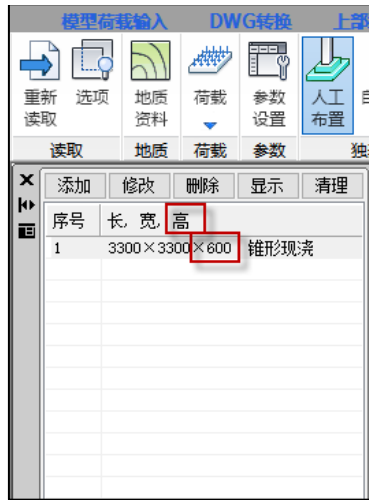 模型荷载输入 DWG转换 上部
重新读取 选项 地质资料 荷载 参数设置 人工布置
读取 地质 荷载 参数
添加 修改 删除 显示 清理
序号 长, 宽, 高
1 3300×3300×600 锥形现浇